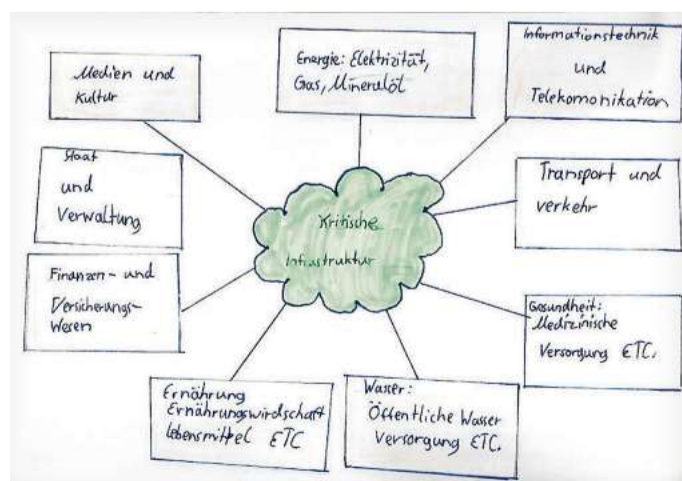 Medien und
Kultur
Energie: Elektrizität,
Gas, Mineralöl
Informationstechnik
und
Telekomonikation
Staat
und
Verwaltung
Transport und
verkehr
Kritische
Infrastruktur
Finanzen- und
Versicherungs-
Wesen
Gesundheit:
Medizinische
Versorgung ETC.
Ernährung
Ernährungswirdschaft
lebensmittel ETC
Wasser:
Öffentliche Wasser
Versorgung ETC.